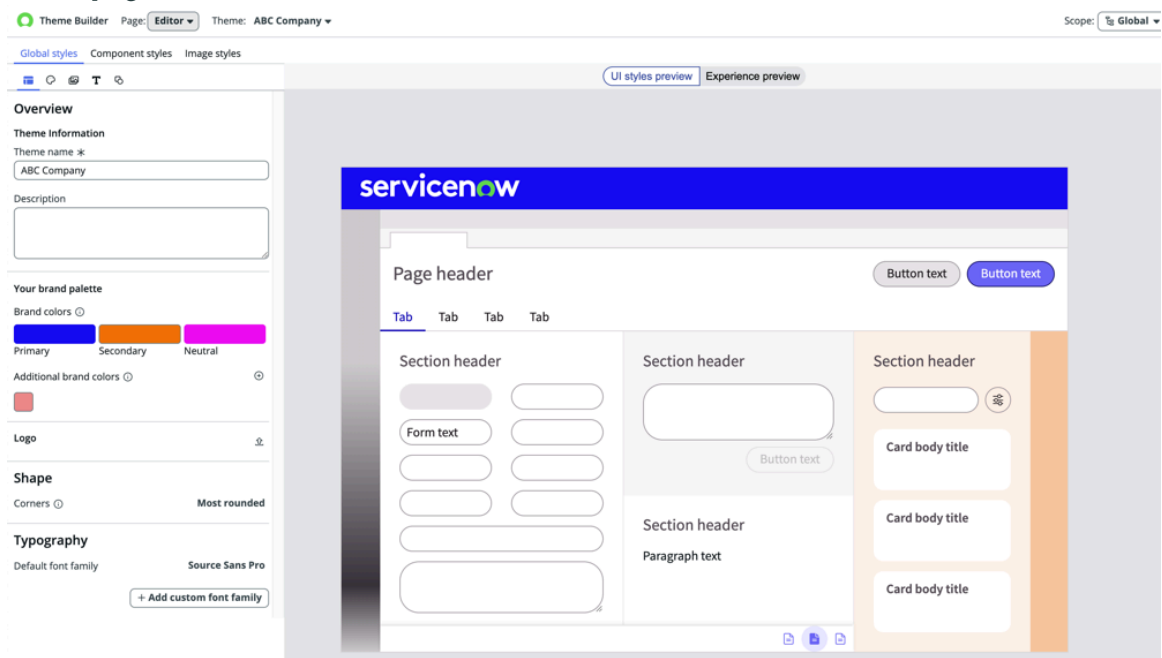 Theme Builder Page: Editor Theme: ABC Company Scope: Global
Global styles Component styles Image styles
UI styles preview Experience preview
Overview
Theme Information
Theme name *
ABC Company
Description
Your brand palette
Brand colors
Primary Secondary Neutral
Additional brand colors
Logo
Shape
Corners Most rounded
Typography
Default font family Source Sans Pro
+ Add custom font family
servicenow
Page header Button text Button text
Tab Tab Tab Tab
Section header
Form text
Section header
Button text
Section header
Paragraph text
Section header
Card body title
Card body title
Card body title